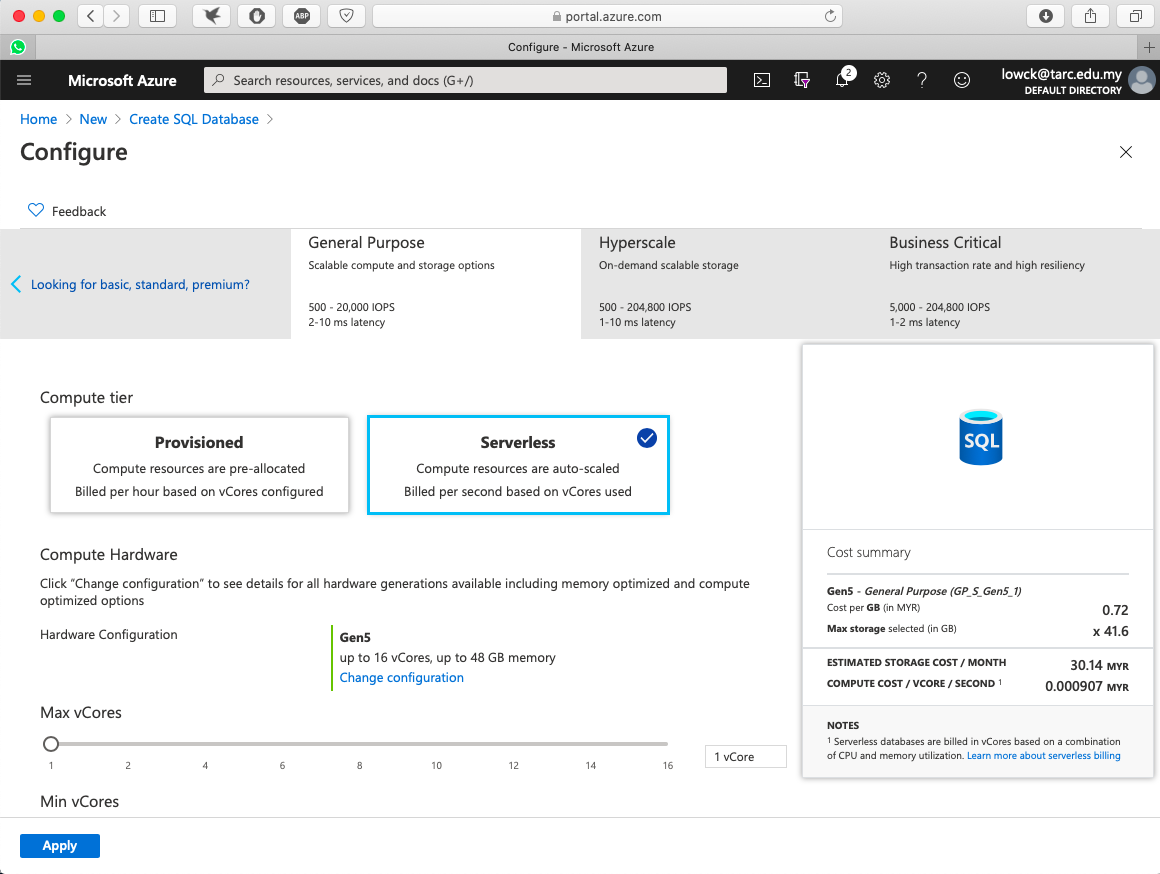 ABP
portal.azure.com
Configure - Microsoft Azure
Microsoft Azure
Search resources, services, and docs (G+/)
2
lowck@tarc.edu.my
DEFAULT DIRECTORY
Home > New > Create SQL Database >
Configure
Feedback
Looking for basic, standard, premium?
General Purpose
Scalable compute and storage options
500 - 20,000 IOPS
2-10 ms latency
Hyperscale
On-demand scalable storage
500 - 204,800 IOPS
1-10 ms latency
Business Critical
High transaction rate and high resiliency
5,000 - 204,800 IOPS
1-2 ms latency
Compute tier
Provisioned
Compute resources are pre-allocated
Billed per hour based on vCores configured
Serverless
Compute resources are auto-scaled
Billed per second based on vCores used
Compute Hardware
Click "Change configuration" to see details for all hardware generations available including memory optimized and compute
optimized options
Hardware Configuration
Gen5
up to 16 vCores, up to 48 GB memory
Change configuration
Max vCores
1 2 4 6 8 10 12 14 16
1 vCore
Min vCores
Apply
SQL
Cost summary
Gen5 - General Purpose (GP_S_Gen5_1)
Cost per GB (in MYR) 0.72
Max storage selected (in GB) x 41.6
ESTIMATED STORAGE COST / MONTH 30.14 MYR
COMPUTE COST / VCORE / SECOND ¹ 0.000907 MYR
NOTES
¹ Serverless databases are billed in vCores based on a combination
of CPU and memory utilization. Learn more about serverless billing